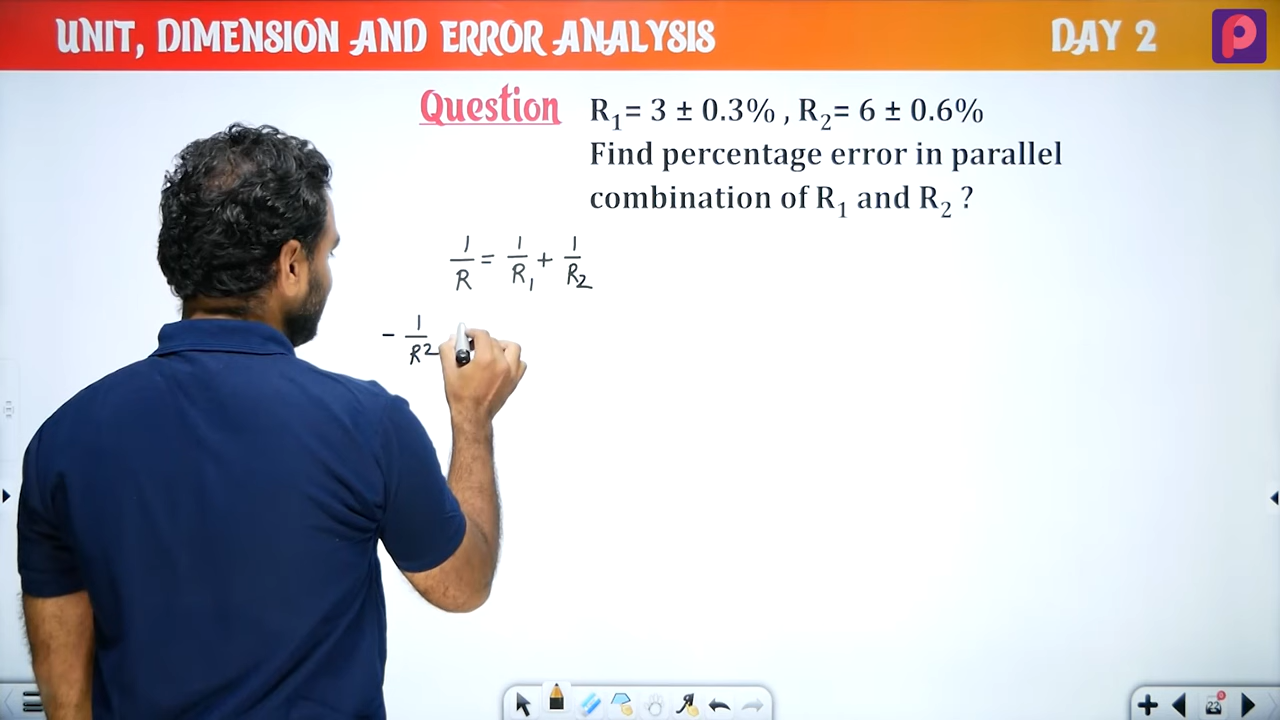 UNIT, DIMENSION AND ERROR ANALYSIS DAY 2 P
Question R₁= 3 ± 0.3% , R₂= 6 ± 0.6%
Find percentage error in parallel
combination of R₁ and R₂ ?
1/R = 1/R₁ + 1/R₂
- 1/R²
23